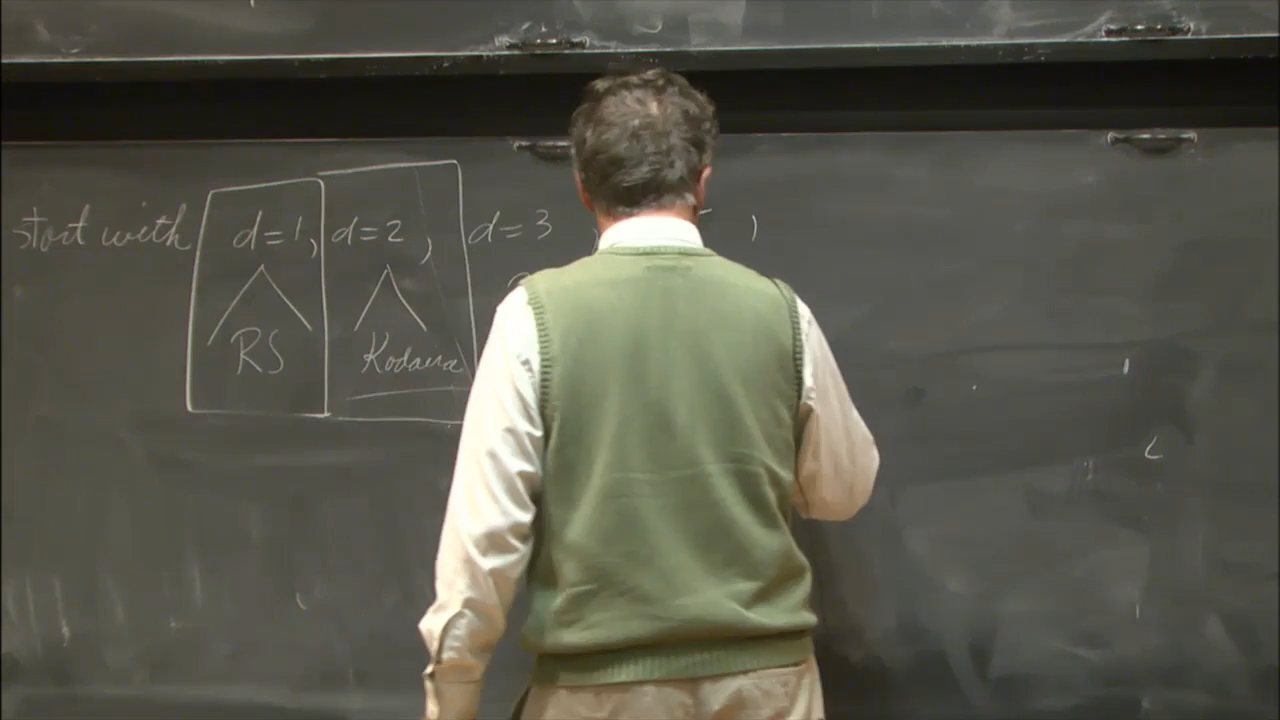 start with d=1, d=2, d=3
RS Kodaira